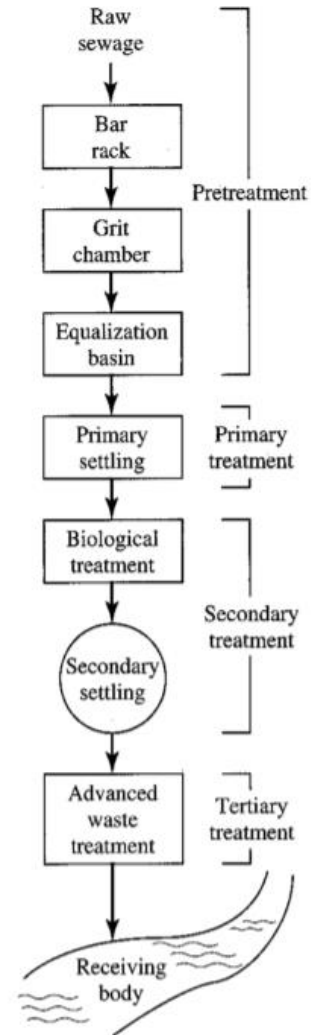 Raw
sewage
Bar
rack
Pretreatment
Grit
chamber
Equalization
basin
Primary
settling
Primary
treatment
Biological
treatment
Secondary
treatment
Secondary
settling
Advanced
waste
treatment
Tertiary
treatment
Receiving
body